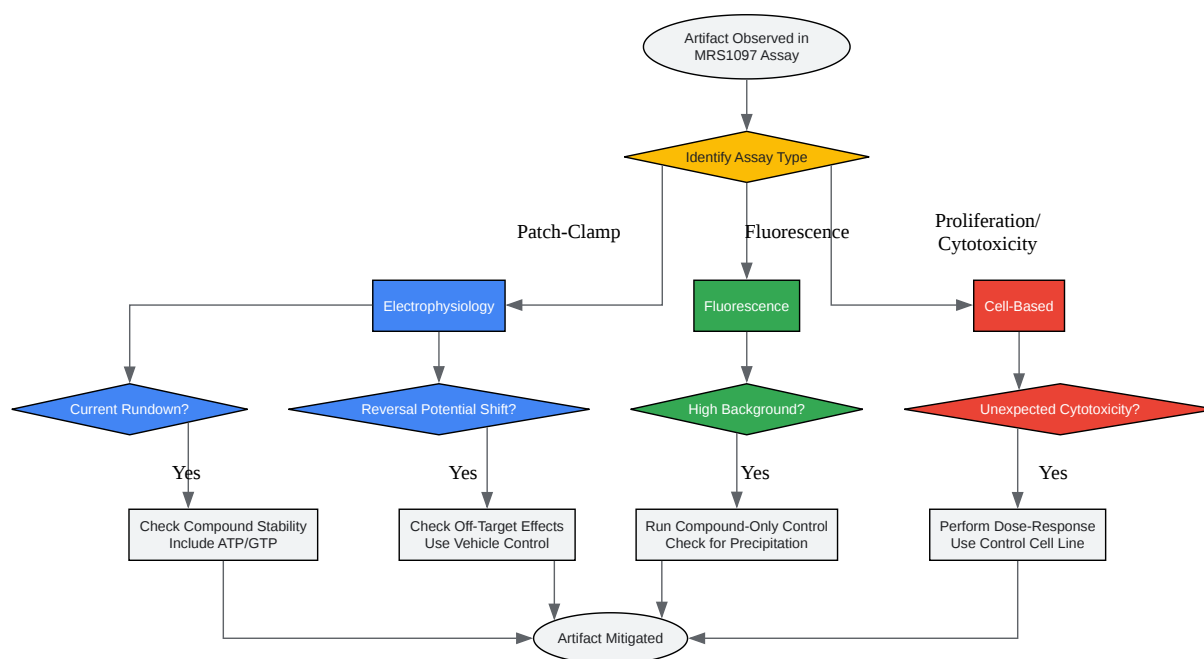 Artifact Observed in
MRS1097 Assay
Identify Assay Type
Patch-Clamp
Fluorescence
Proliferation/
Cytotoxicity
Electrophysiology
Fluorescence
Cell-Based
Current Rundown?
Reversal Potential Shift?
High Background?
Unexpected Cytotoxicity?
Yes
Yes
Yes
Yes
Check Compound Stability
Include ATP/GTP
Check Off-Target Effects
Use Vehicle Control
Run Compound-Only Control
Check for Precipitation
Perform Dose-Response
Use Control Cell Line
Artifact Mitigated